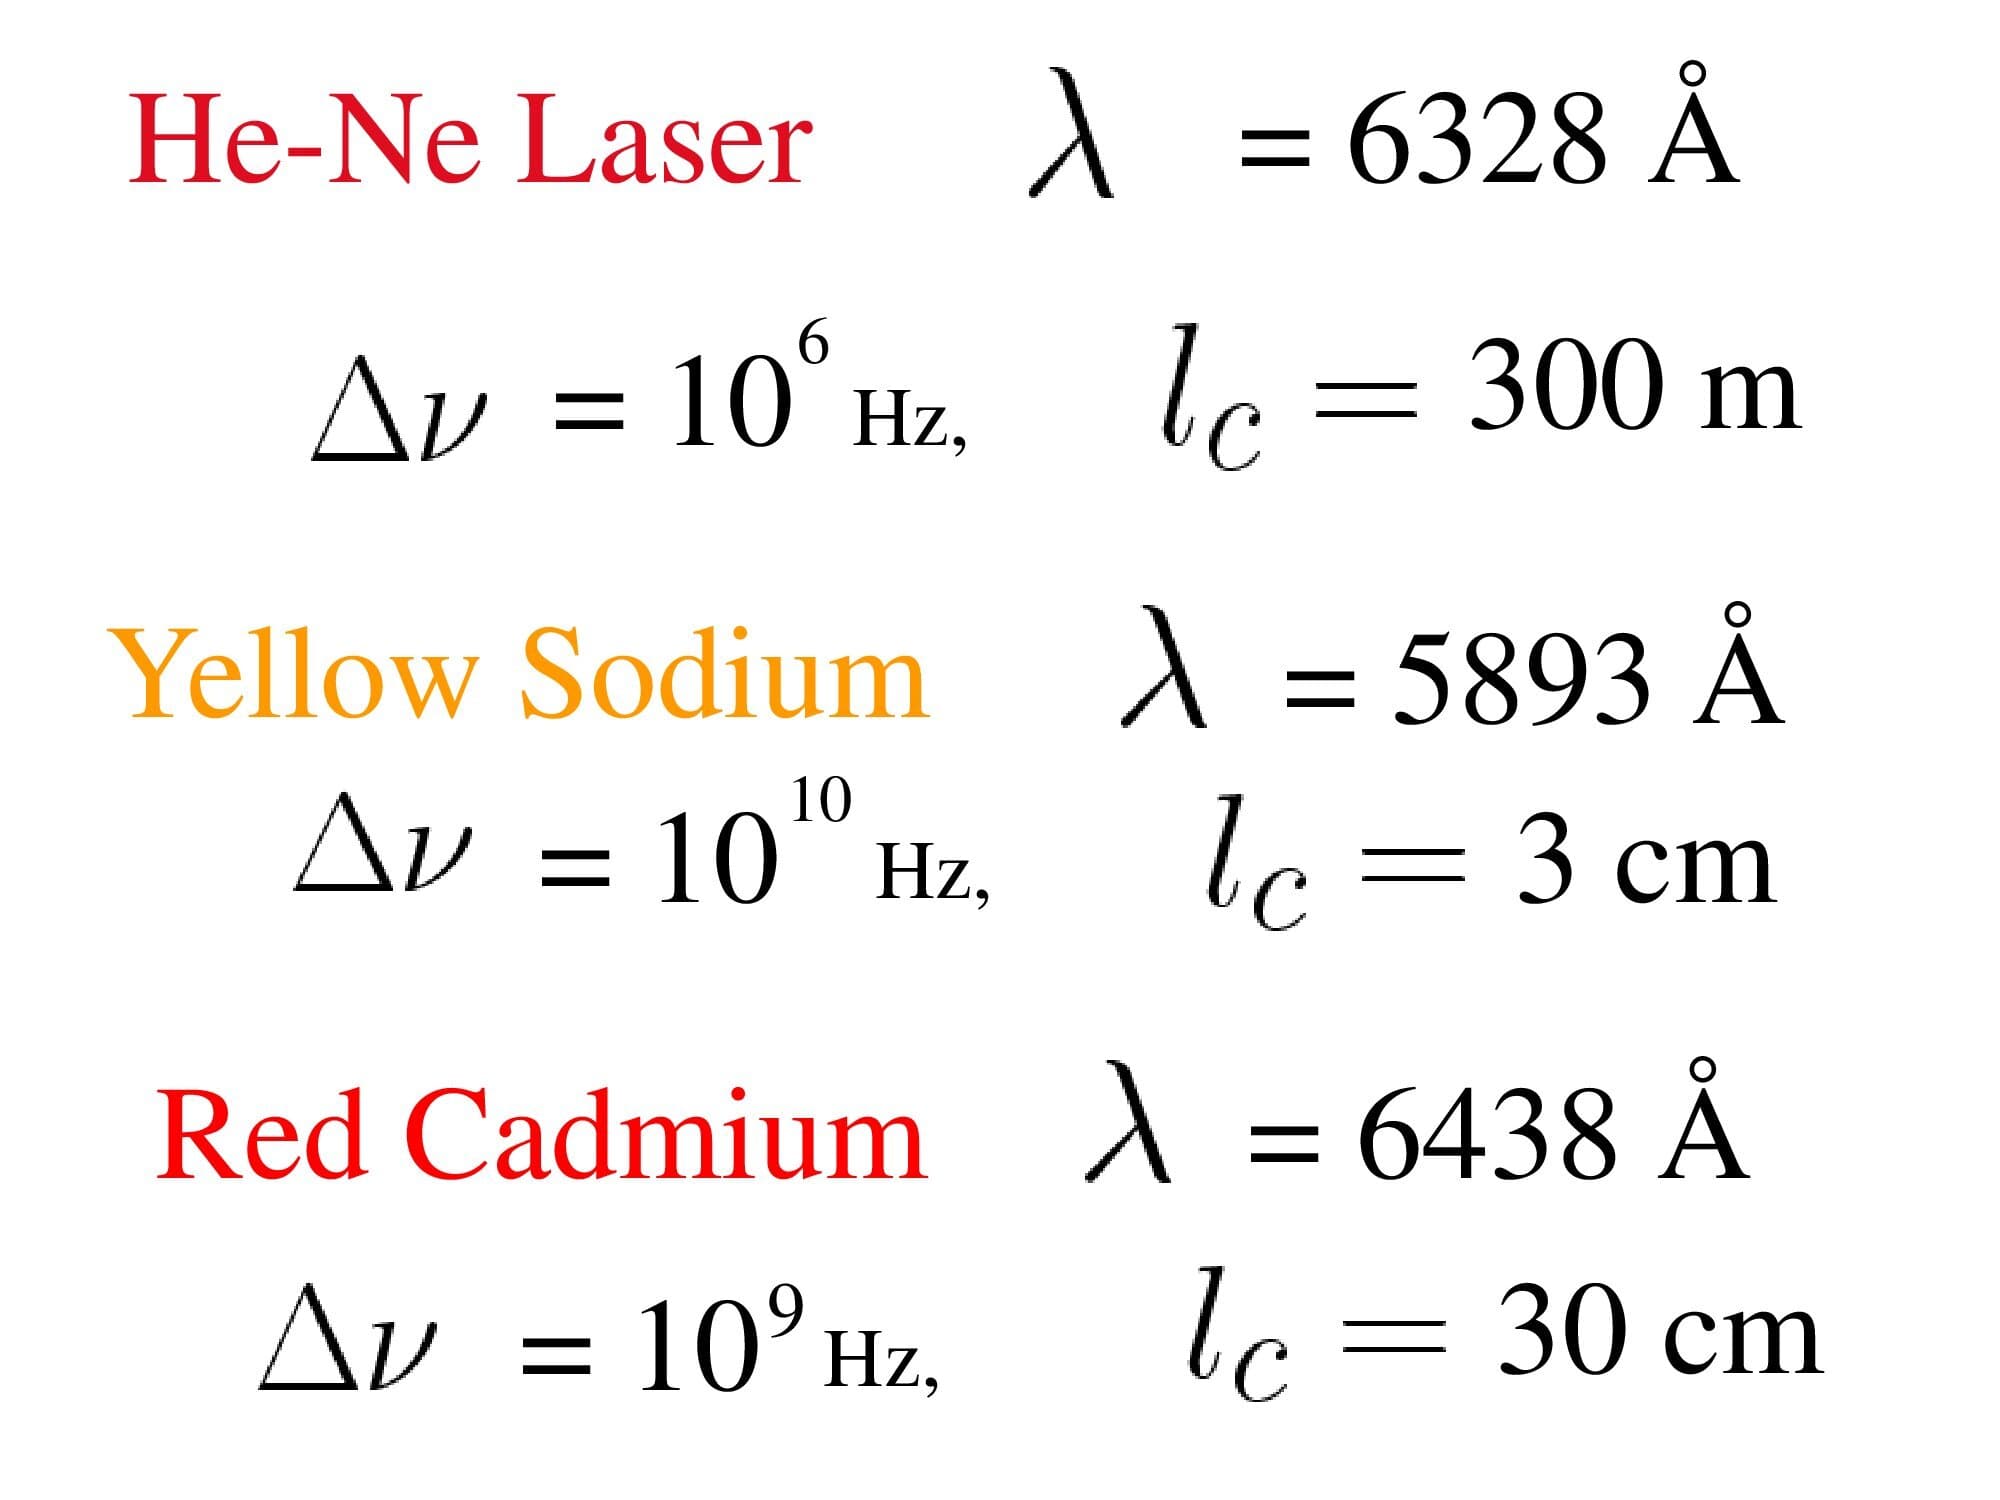 He-Ne Laser λ = 6328 Å
Δν = 10⁶ Hz, l_c = 300 m
Yellow Sodium λ = 5893 Å
Δν = 10¹⁰ Hz, l_c = 3 cm
Red Cadmium λ = 6438 Å
Δν = 10⁹ Hz, l_c = 30 cm